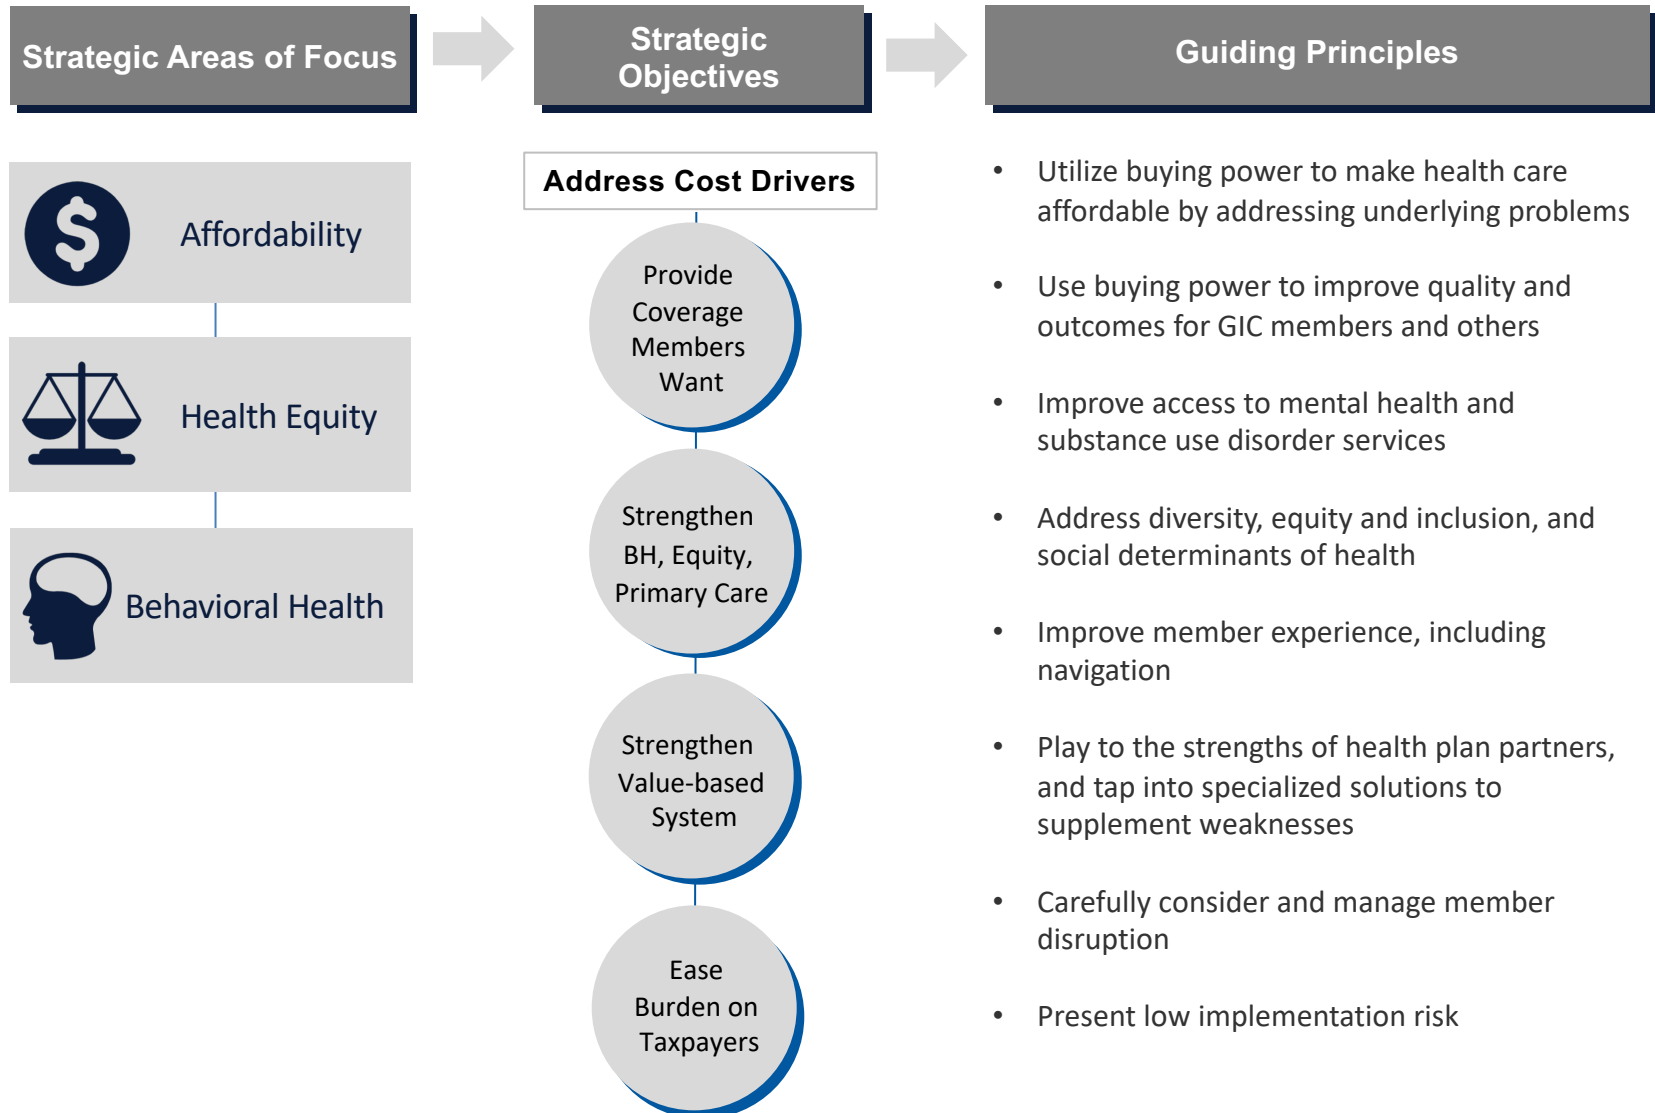 Strategic Areas of Focus
Strategic
Objectives
Guiding Principles
Affordability
Health Equity
Behavioral Health
Address Cost Drivers
Provide
Coverage
Members
Want
Strengthen
BH, Equity,
Primary Care
Strengthen
Value-based
System
Ease
Burden on
Taxpayers
• Utilize buying power to make health care
affordable by addressing underlying problems
• Use buying power to improve quality and
outcomes for GIC members and others
• Improve access to mental health and
substance use disorder services
• Address diversity, equity and inclusion, and
social determinants of health
• Improve member experience, including
navigation
• Play to the strengths of health plan partners,
and tap into specialized solutions to
supplement weaknesses
• Carefully consider and manage member
disruption
• Present low implementation risk